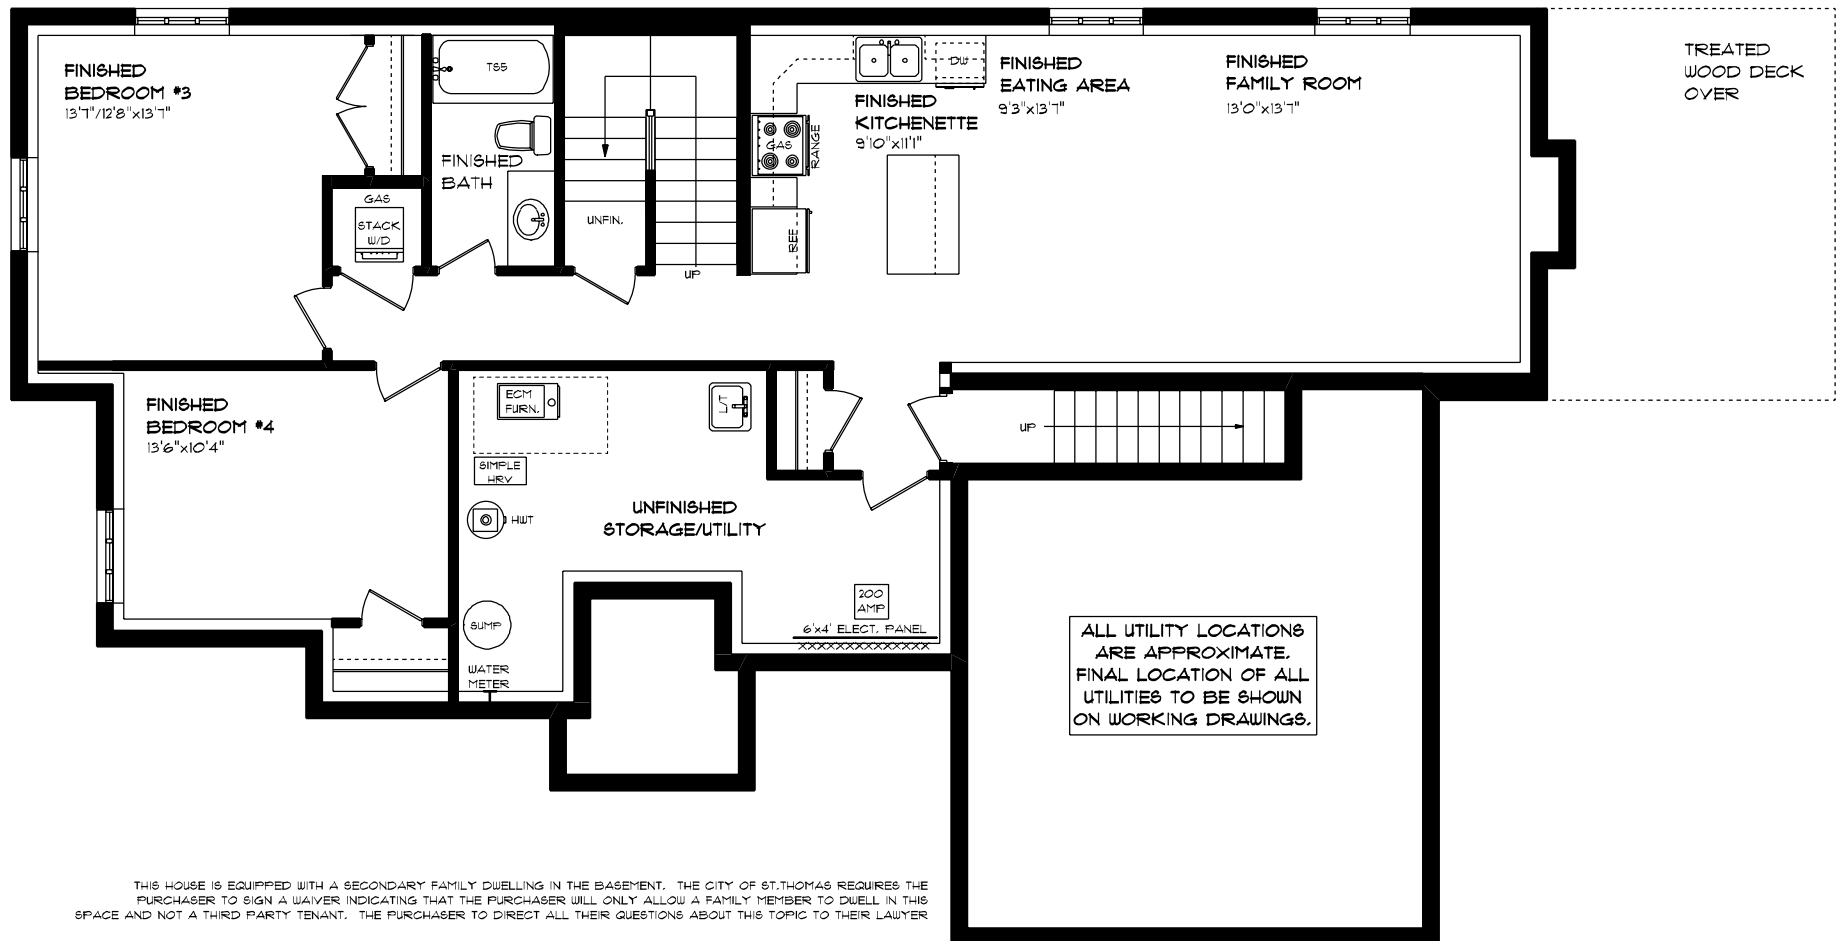 FINISHED
BEDROOM #3
13'7"/12'8"x13'7"
GAS
STACK
W/D
TS5
FINISHED
BATH
UNFIN.
UP
GAS
RANGE
REF
DW
FINISHED
KITCHENETTE
9'10"x11'1"
FINISHED
EATING AREA
9'3"x13'7"
FINISHED
FAMILY ROOM
13'0"x13'7"
TREATED
WOOD DECK
OVER
FINISHED
BEDROOM #4
13'6"x10'4"
ECM
FURN.
L/T
SIMPLE
HRV
HWT
UNFINISHED
STORAGE/UTILITY
UP
SUMP
WATER
METER
200
AMP
6'x4' ELECT. PANEL
ALL UTILITY LOCATIONS
ARE APPROXIMATE.
FINAL LOCATION OF ALL
UTILITIES TO BE SHOWN
ON WORKING DRAWINGS.
THIS HOUSE IS EQUIPPED WITH A SECONDARY FAMILY DWELLING IN THE BASEMENT. THE CITY OF ST.THOMAS REQUIRES THE
PURCHASER TO SIGN A WAIVER INDICATING THAT THE PURCHASER WILL ONLY ALLOW A FAMILY MEMBER TO DWELL IN THIS
SPACE AND NOT A THIRD PARTY TENANT. THE PURCHASER TO DIRECT ALL THEIR QUESTIONS ABOUT THIS TOPIC TO THEIR LAWYER